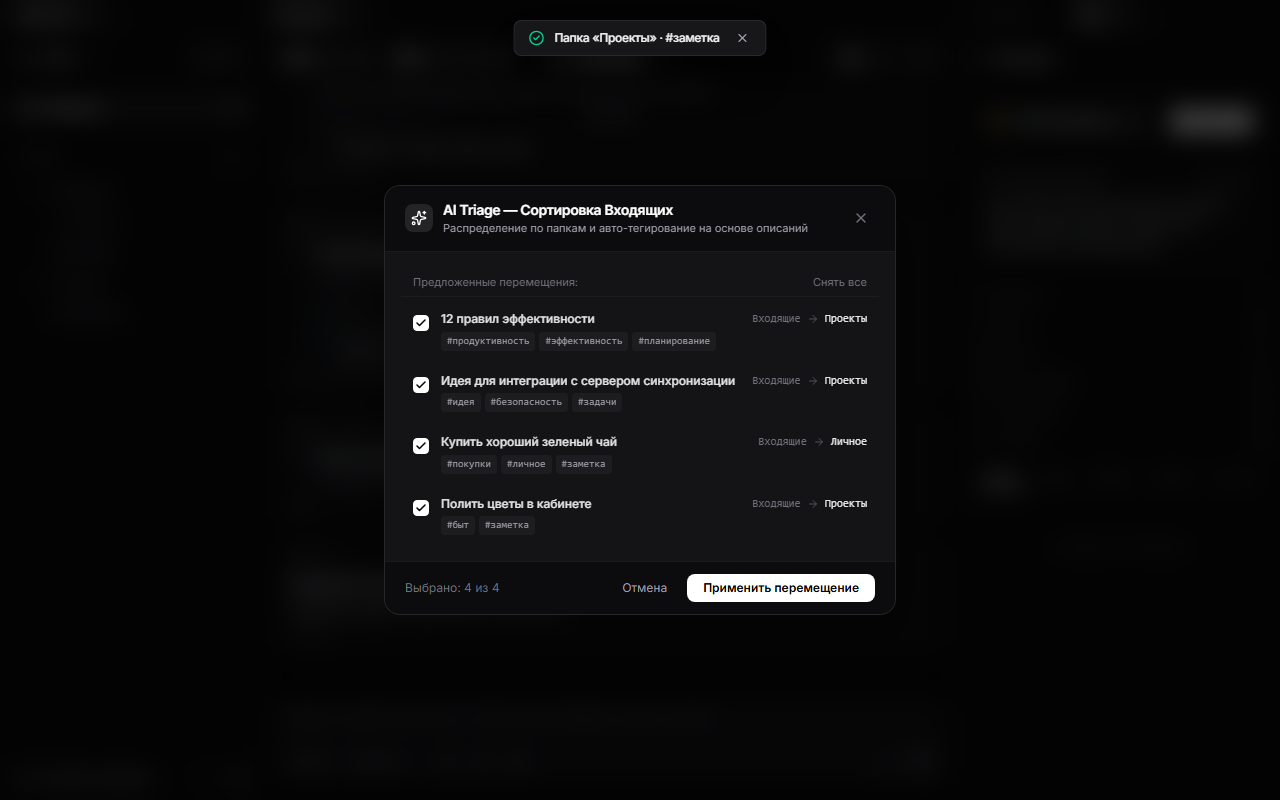 Папка «Проекты» · #заметка
AI Triage — Сортировка Входящих
Распределение по папкам и авто-тегирование на основе описаний
Предложенные перемещения: Снять все
12 правил эффективности Входящие → Проекты
#продуктивность #эффективность #планирование
Идея для интеграции с сервером синхронизации Входящие → Проекты
#идея #безопасность #задачи
Купить хороший зеленый чай Входящие → Личное
#покупки #личное #заметка
Полить цветы в кабинете Входящие → Проекты
#быт #заметка
Выбрано: 4 из 4 Отмена Применить перемещение